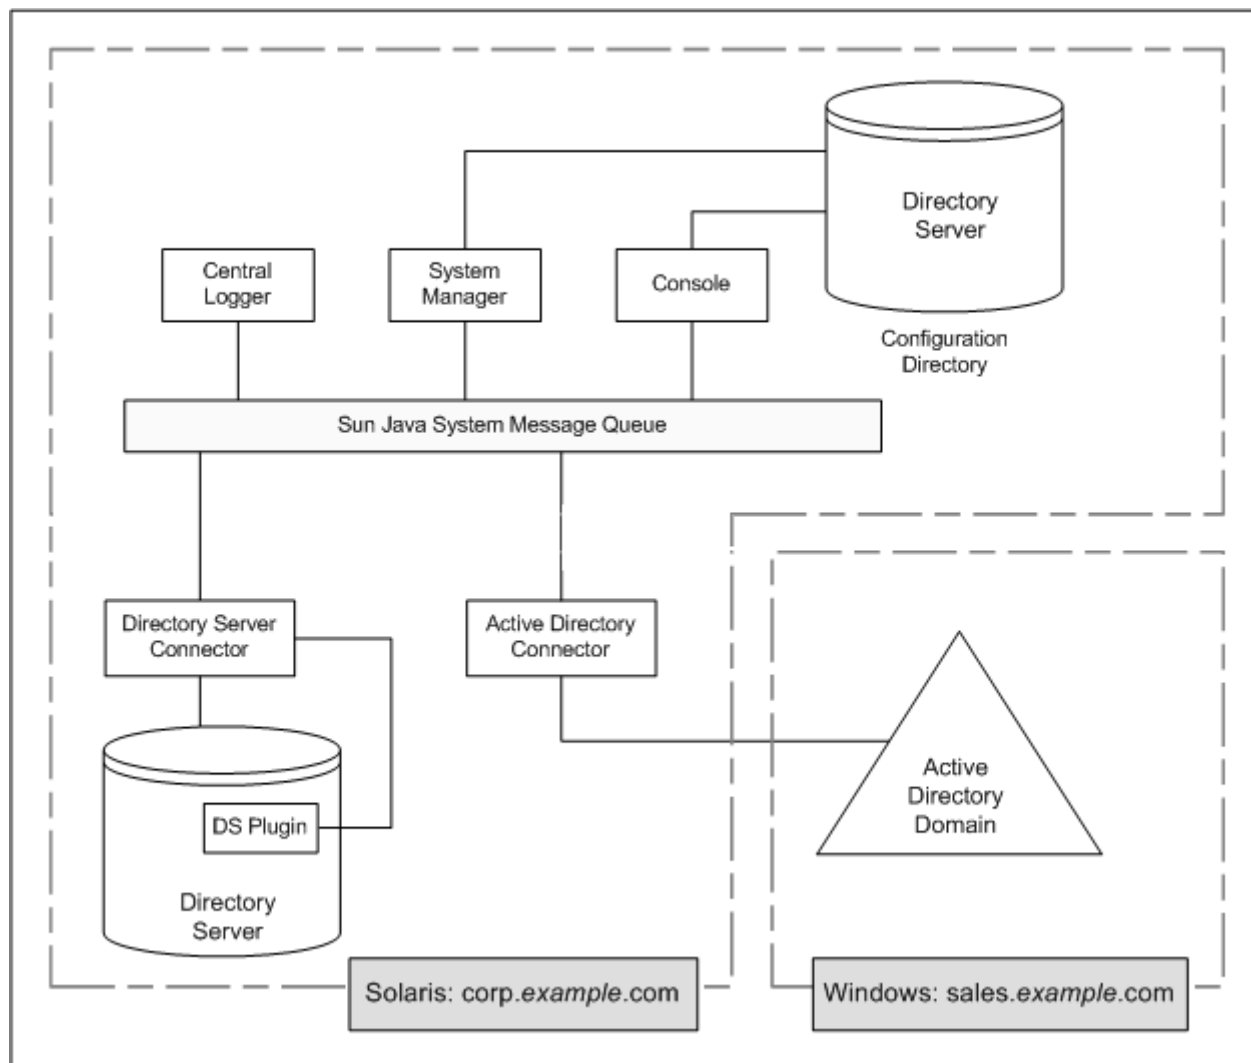 Directory
Server
Central
Logger
System
Manager
Console
Configuration
Directory
Sun Java System Message Queue
Directory Server
Connector
Active Directory
Connector
DS Plugin
Directory
Server
Active
Directory
Domain
Solaris: corp.example.com
Windows: sales.example.com